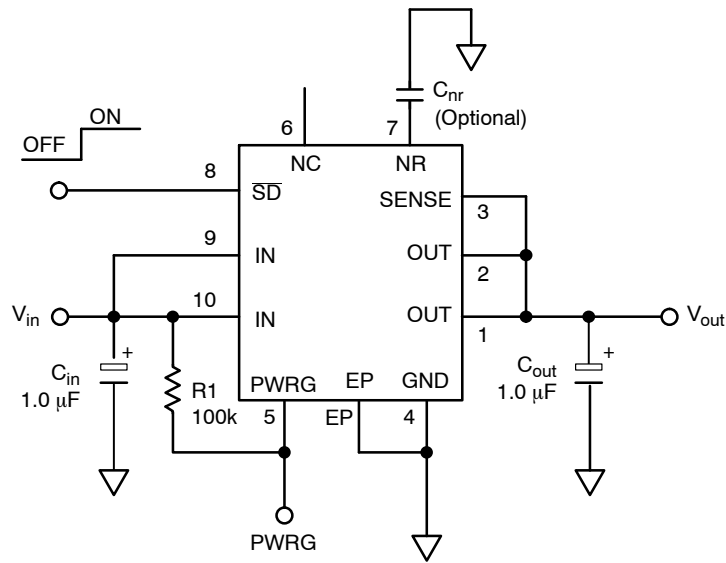 C_nr
(Optional)
ON
OFF
6
7
NC
NR
8
SD
SENSE
3
9
IN
OUT
2
V_in
10
IN
OUT
1
V_out
C_in
+
1.0 μF
R1
100k
PWRG
EP
GND
5
EP
4
C_out
+
1.0 μF
PWRG